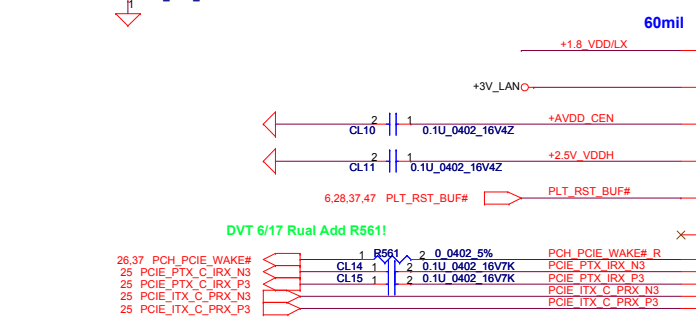 1
60mil
+1.8_VDD/LX
+3V_LAN
2 1 +AVDD_CEN
CL10 0.1U_0402_16V4Z
2 1 +2.5V_VDDH
CL11 0.1U_0402_16V4Z
6,28,37,47 PLT_RST_BUF# PLT_RST_BUF#
DVT 6/17 Rual Add R561!
26,37 PCH_PCIE_WAKE# 1 R561 2 0_0402_5% PCH_PCIE_WAKE#_R
25 PCIE_PTX_C_IRX_N3 CL14 1 2 0.1U_0402_16V7K PCIE_PTX_IRX_N3
25 PCIE_PTX_C_IRX_P3 CL15 1 2 0.1U_0402_16V7K PCIE_PTX_IRX_P3
25 PCIE_ITX_C_PRX_N3 PCIE_ITX_C_PRX_N3
25 PCIE_ITX_C_PRX_P3 PCIE_ITX_C_PRX_P3